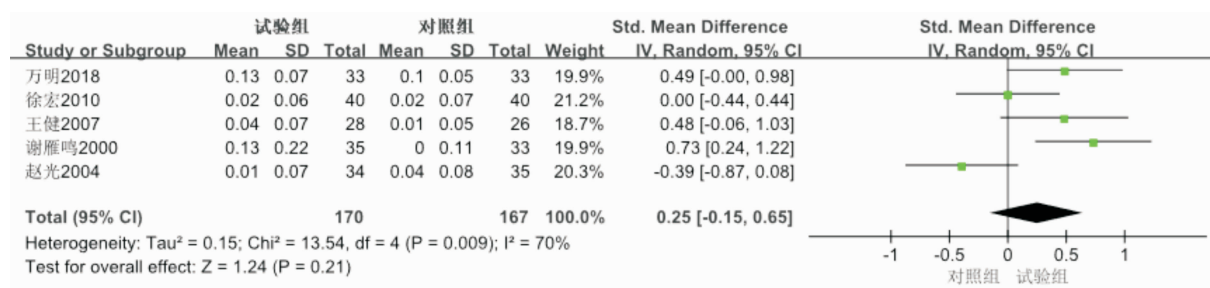 试验组 对照组 Std. Mean Difference Std. Mean Difference
Study or Subgroup Mean SD Total Mean SD Total Weight IV, Random, 95% CI IV, Random, 95% CI
万明2018 0.13 0.07 33 0.1 0.05 33 19.9% 0.49 [-0.00, 0.98]
徐宏2010 0.02 0.06 40 0.02 0.07 40 21.2% 0.00 [-0.44, 0.44]
王健2007 0.04 0.07 28 0.01 0.05 26 18.7% 0.48 [-0.06, 1.03]
谢雁鸣2000 0.13 0.22 35 0 0.11 33 19.9% 0.73 [0.24, 1.22]
赵光2004 0.01 0.07 34 0.04 0.08 35 20.3% -0.39 [-0.87, 0.08]
Total (95% CI) 170 167 100.0% 0.25 [-0.15, 0.65]
Heterogeneity: Tau² = 0.15; Chi² = 13.54, df = 4 (P = 0.009); I² = 70%
Test for overall effect: Z = 1.24 (P = 0.21)
-1 -0.5 0 0.5 1
对照组 试验组